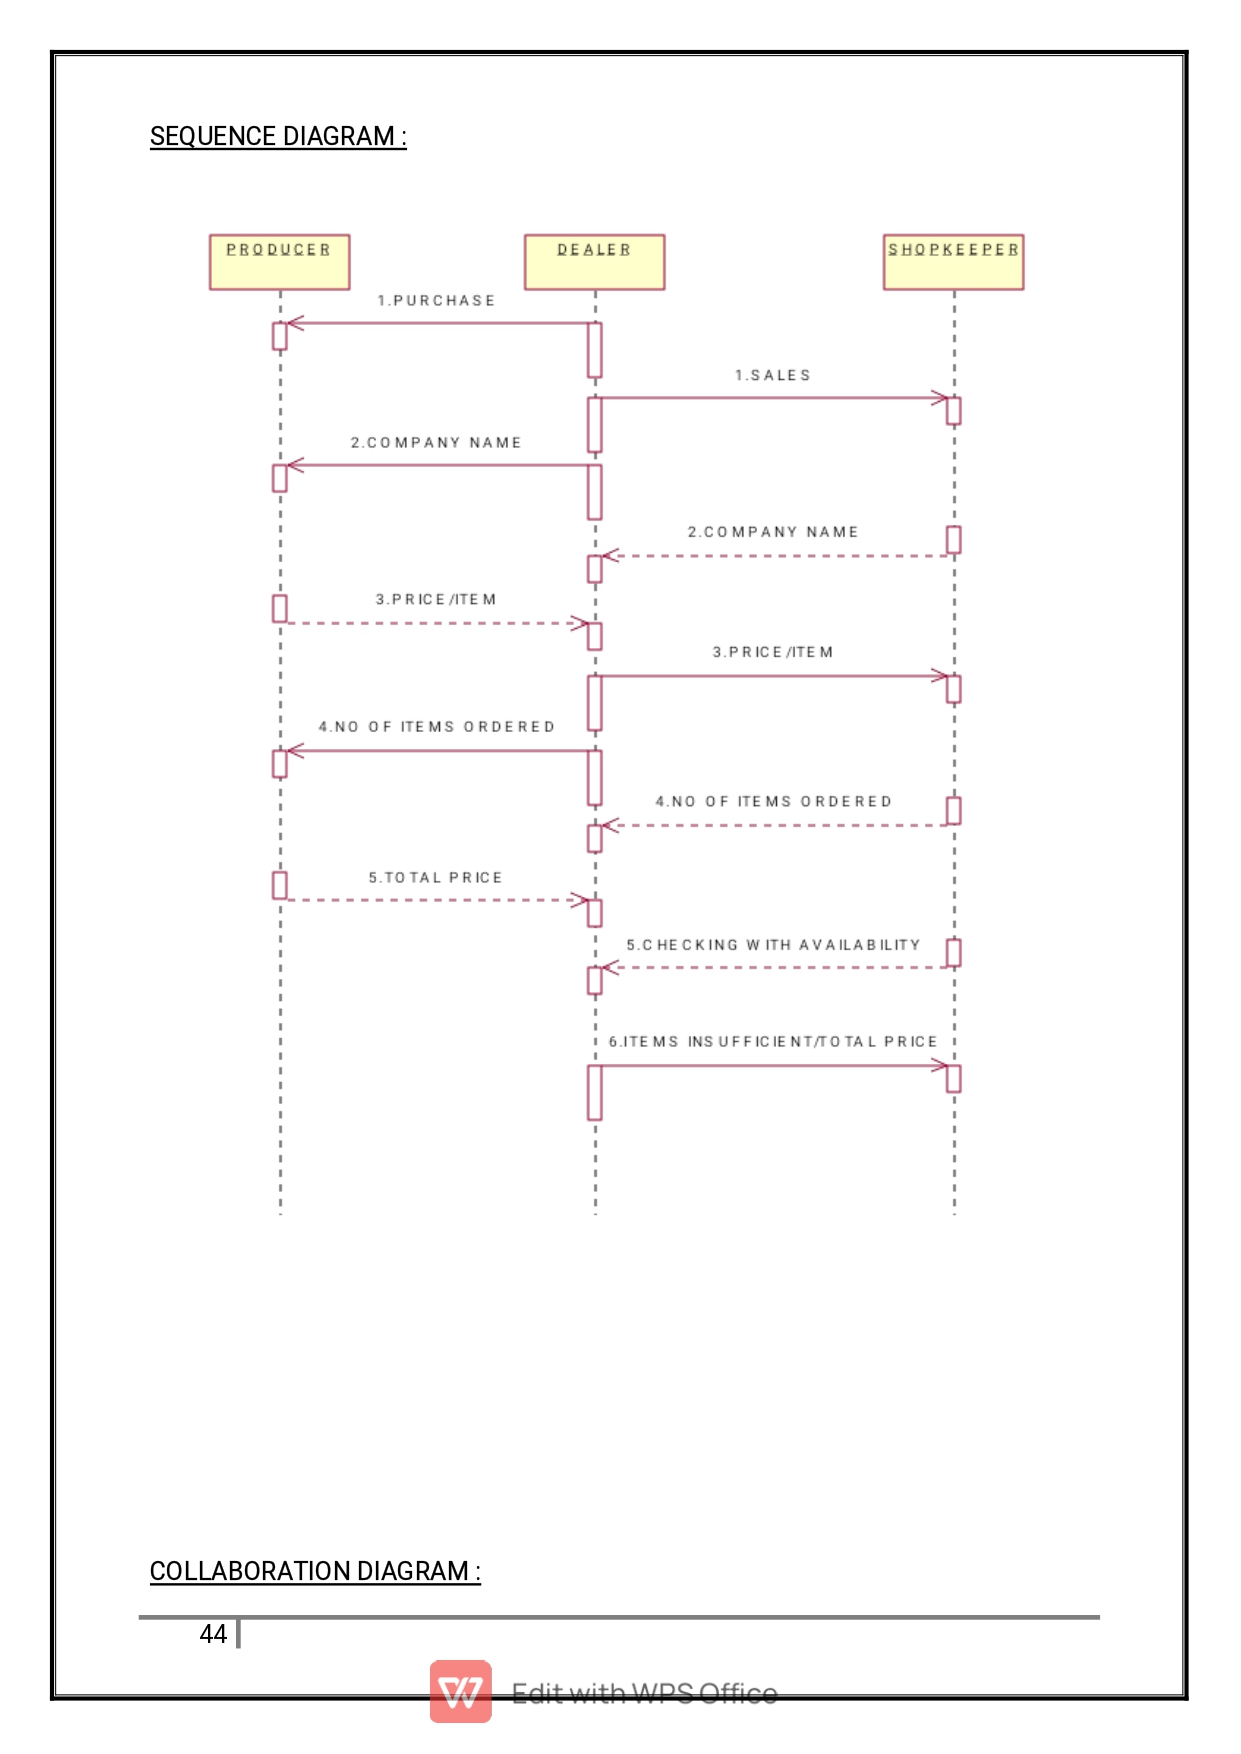 SEQUENCE DIAGRAM :
PRODUCER
DEALER
SHOPKEEPER
1.PURCHASE
1.SALES
2.COMPANY NAME
2.COMPANY NAME
3.PRICE/ITEM
3.PRICE/ITEM
4.NO OF ITEMS ORDERED
4.NO OF ITEMS ORDERED
5.TOTAL PRICE
5.CHECKING WITH AVAILABILITY
6.ITEMS INSUFFICIENT/TOTAL PRICE
COLLABORATION DIAGRAM :
44
Edit with WPS Office